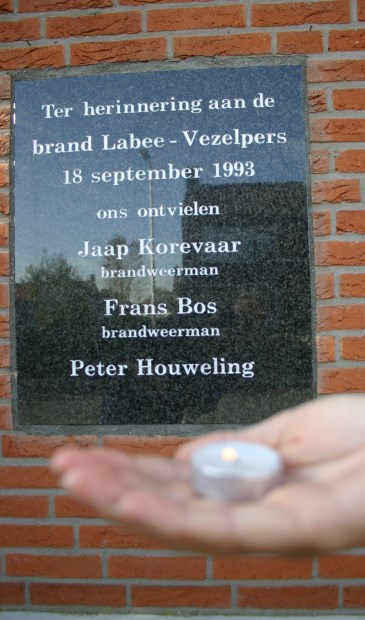 Ter herinnering aan de
brand Labee - Vezelpers
18 september 1993
ons ontvielen
Jaap Korevaar
brandweerman
Frans Bos
brandweerman
Peter Houweling